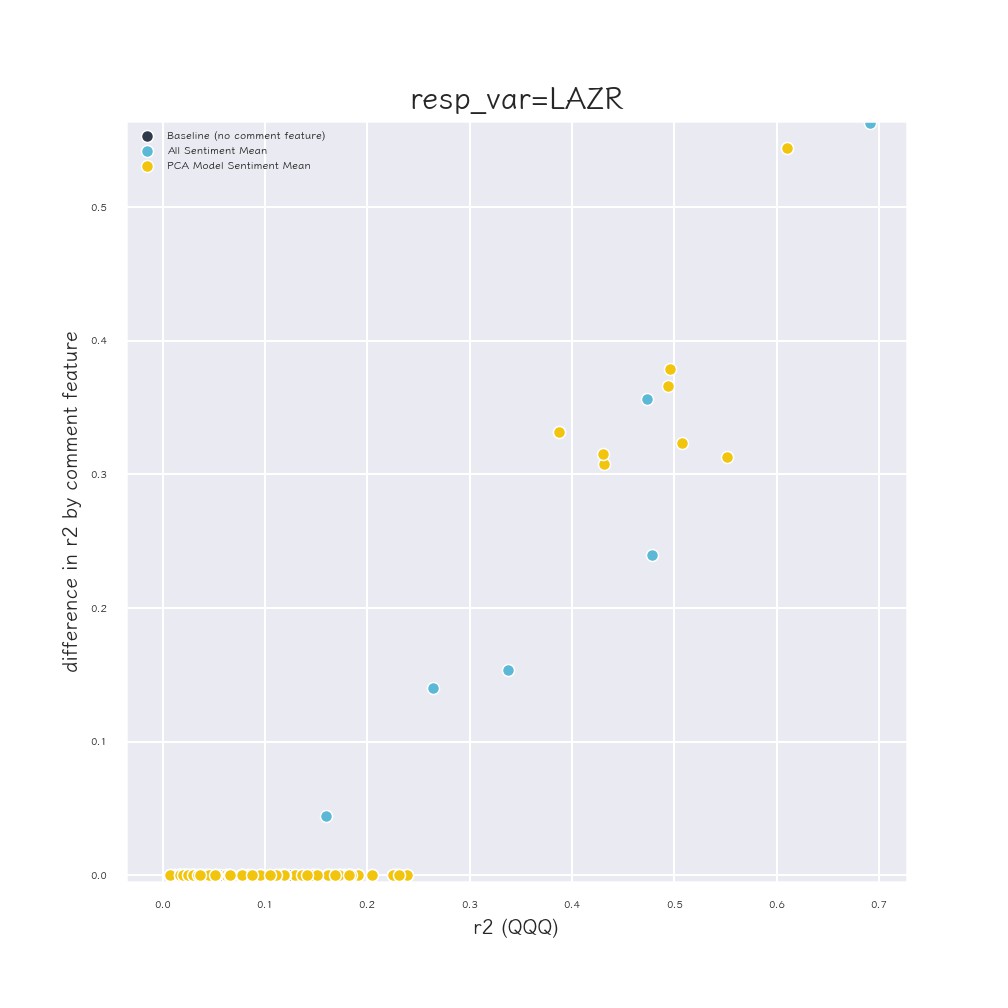 resp_var=LAZR
Baseline (no comment feature)
All Sentiment Mean
PCA Model Sentiment Mean
difference in r2 by comment feature
0.5
0.4
0.3
0.2
0.1
0.0
0.0 0.1 0.2 0.3 0.4 0.5 0.6 0.7
r2 (QQQ)